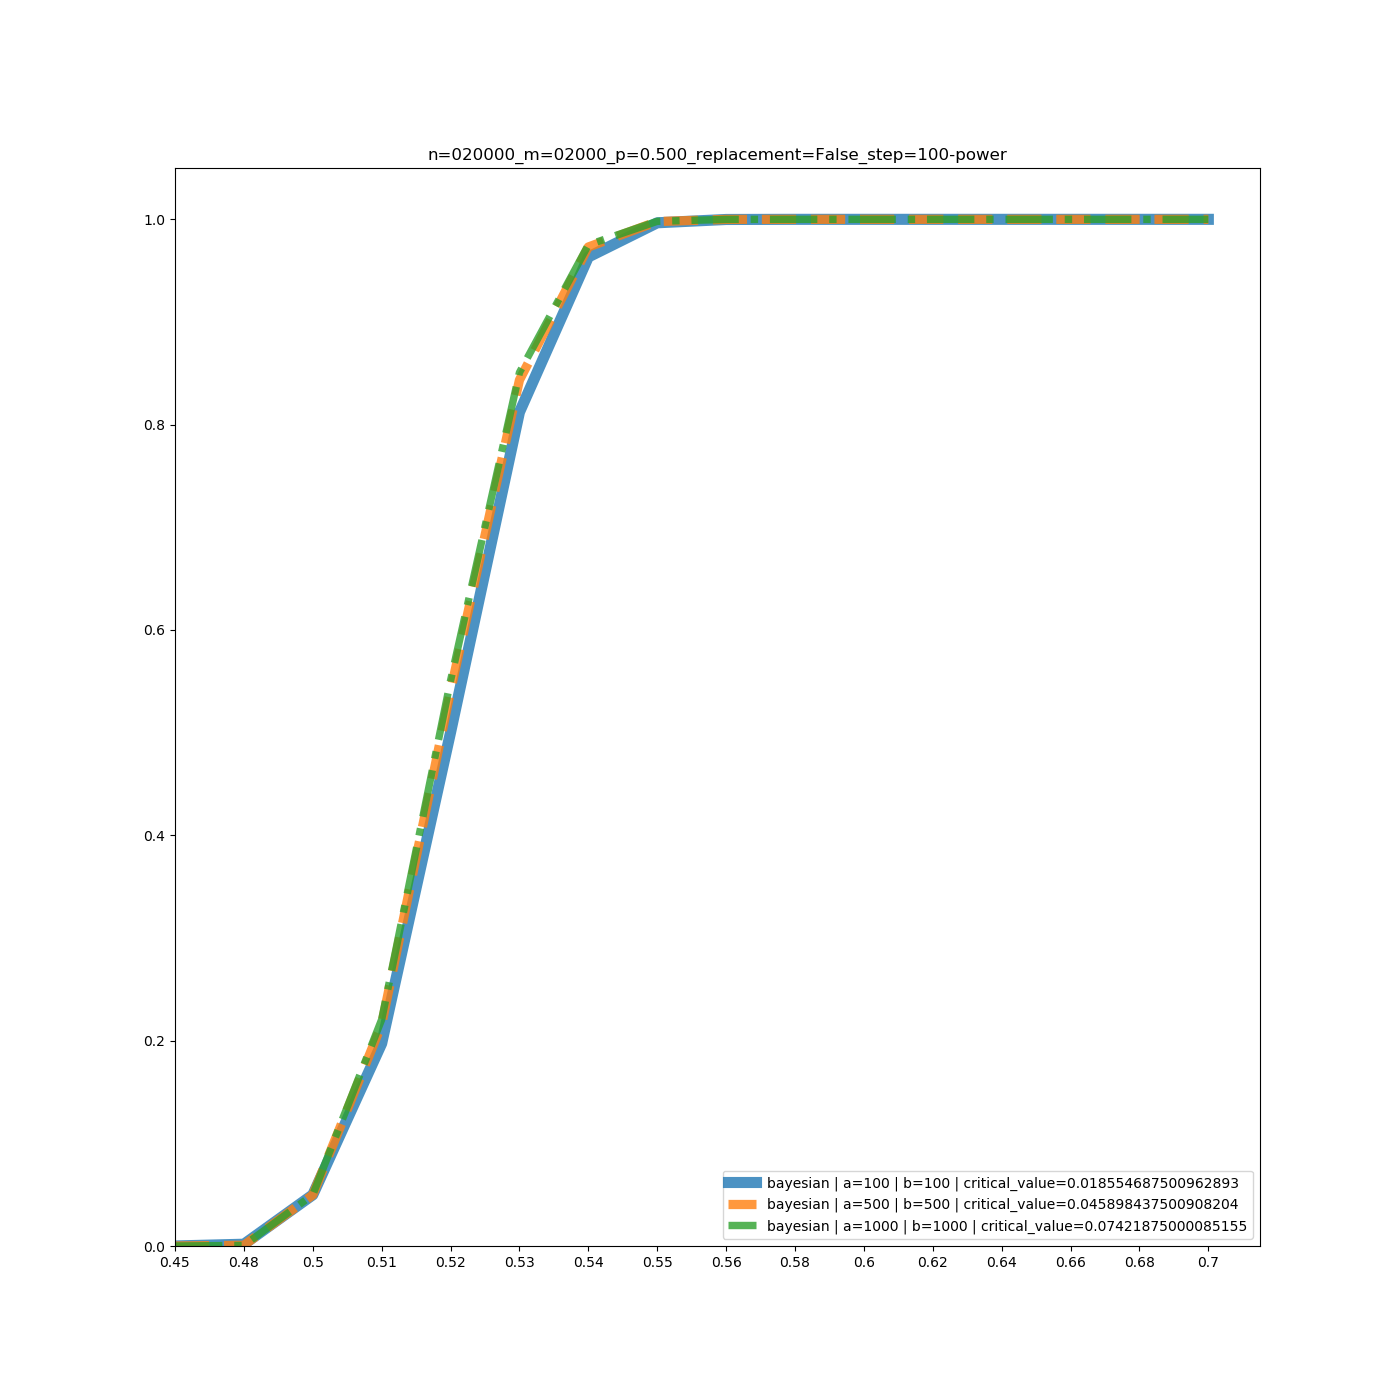 n=020000_m=02000_p=0.500_replacement=False_step=100-power
1.0
0.8
0.6
0.4
0.2
0.0
bayesian | a=100 | b=100 | critical_value=0.018554687500962893
bayesian | a=500 | b=500 | critical_value=0.045898437500908204
bayesian | a=1000 | b=1000 | critical_value=0.07421875000085155
0.45 0.48 0.5 0.51 0.52 0.53 0.54 0.55 0.56 0.58 0.6 0.62 0.64 0.66 0.68 0.7